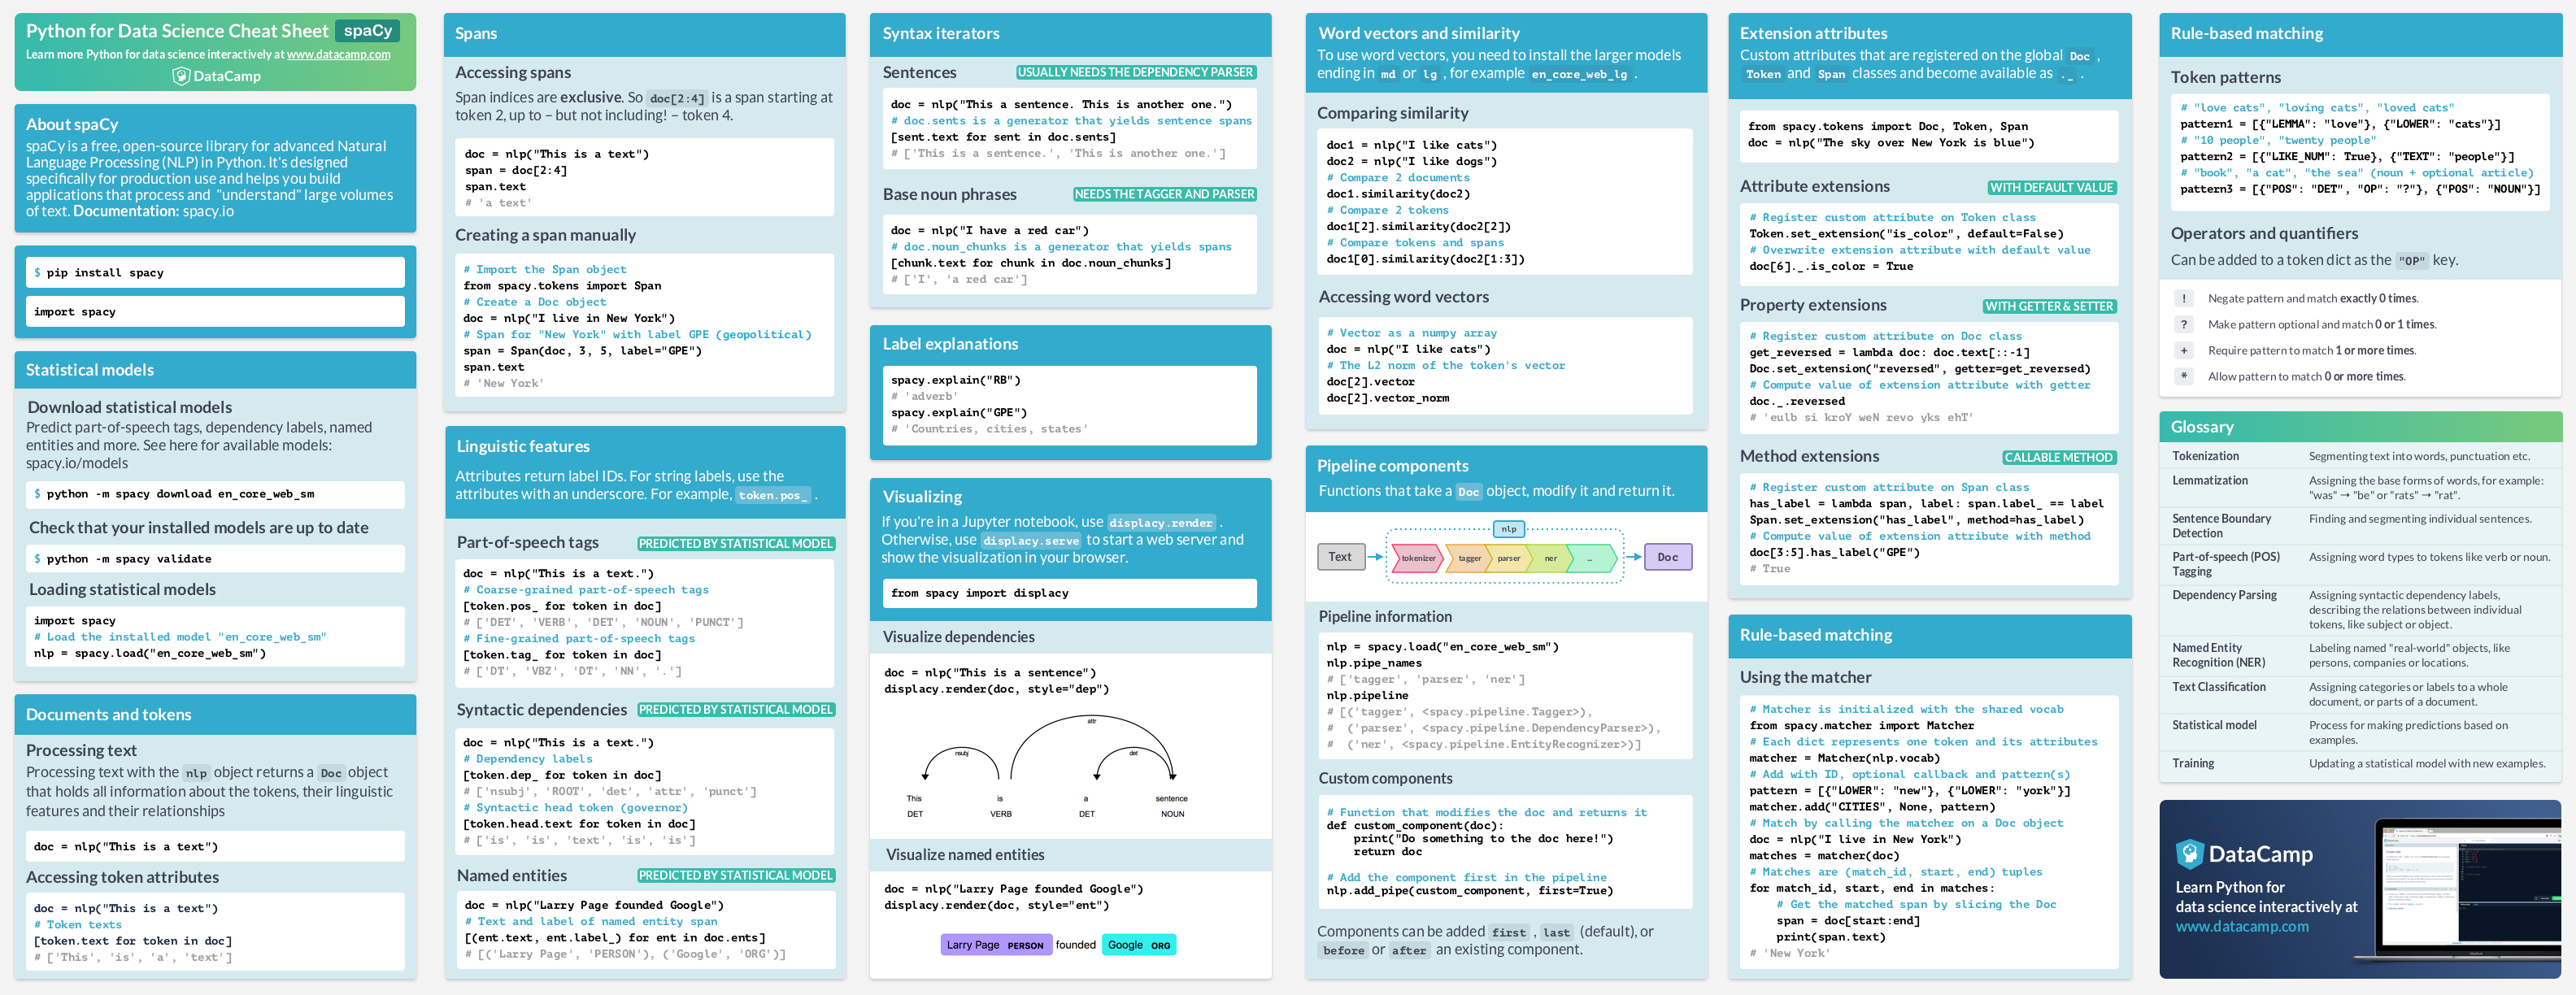 Python for Data Science Cheat Sheet spaCy
Learn more Python for data science interactively at www.datacamp.com
DataCamp
About spaCy
spaCy is a free, open-source library for advanced Natural
Language Processing (NLP) in Python. It's designed
specifically for production use and helps you build
applications that process and "understand" large volumes
of text. Documentation: spacy.io
$ pip install spacy
import spacy
Statistical models
Download statistical models
Predict part-of-speech tags, dependency labels, named
entities and more. See here for available models:
spacy.io/models
$ python -m spacy download en_core_web_sm
Check that your installed models are up to date
$ python -m spacy validate
Loading statistical models
import spacy
# Load the installed model "en_core_web_sm"
nlp = spacy.load("en_core_web_sm")
Documents and tokens
Processing text
Processing text with the nlp object returns a Doc object
that holds all information about the tokens, their linguistic
features and their relationships
doc = nlp("This is a text")
Accessing token attributes
doc = nlp("This is a text")
# Token texts
[token.text for token in doc]
# ['This', 'is', 'a', 'text']
Spans
Accessing spans
Span indices are exclusive. So doc[2:4] is a span starting at
token 2, up to – but not including! – token 4.
doc = nlp("This is a text")
span = doc[2:4]
span.text
# 'a text'
Creating a span manually
# Import the Span object
from spacy.tokens import Span
# Create a Doc object
doc = nlp("I live in New York")
# Span for "New York" with label GPE (geopolitical)
span = Span(doc, 3, 5, label="GPE")
span.text
# 'New York'
Linguistic features
Attributes return label IDs. For string labels, use the
attributes with an underscore. For example, token.pos_ .
Part-of-speech tags PREDICTED BY STATISTICAL MODEL
doc = nlp("This is a text.")
# Coarse-grained part-of-speech tags
[token.pos_ for token in doc]
# ['DET', 'VERB', 'DET', 'NOUN', 'PUNCT']
# Fine-grained part-of-speech tags
[token.tag_ for token in doc]
# ['DT', 'VBZ', 'DT', 'NN', '.']
Syntactic dependencies PREDICTED BY STATISTICAL MODEL
doc = nlp("This is a text.")
# Dependency labels
[token.dep_ for token in doc]
# ['nsubj', 'ROOT', 'det', 'attr', 'punct']
# Syntactic head token (governor)
[token.head.text for token in doc]
# ['is', 'is', 'text', 'is', 'is']
Named entities PREDICTED BY STATISTICAL MODEL
doc = nlp("Larry Page founded Google")
# Text and label of named entity span
[(ent.text, ent.label_) for ent in doc.ents]
# [('Larry Page', 'PERSON'), ('Google', 'ORG')]
Syntax iterators
Sentences USUALLY NEEDS THE DEPENDENCY PARSER
doc = nlp("This a sentence. This is another one.")
# doc.sents is a generator that yields sentence spans
[sent.text for sent in doc.sents]
# ['This is a sentence.', 'This is another one.']
Base noun phrases NEEDS THE TAGGER AND PARSER
doc = nlp("I have a red car")
# doc.noun_chunks is a generator that yields spans
[chunk.text for chunk in doc.noun_chunks]
# ['I', 'a red car']
Label explanations
spacy.explain("RB")
# 'adverb'
spacy.explain("GPE")
# 'Countries, cities, states'
Visualizing
If you're in a Jupyter notebook, use displacy.render .
Otherwise, use displacy.serve to start a web server and
show the visualization in your browser.
from spacy import displacy
Visualize dependencies
doc = nlp("This is a sentence")
displacy.render(doc, style="dep")
attr
nsubj det
This is a sentence
DET VERB DET NOUN
Visualize named entities
doc = nlp("Larry Page founded Google")
displacy.render(doc, style="ent")
Larry Page PERSON founded Google ORG
Word vectors and similarity
To use word vectors, you need to install the larger models
ending in md or lg , for example en_core_web_lg .
Comparing similarity
doc1 = nlp("I like cats")
doc2 = nlp("I like dogs")
# Compare 2 documents
doc1.similarity(doc2)
# Compare 2 tokens
doc1[2].similarity(doc2[2])
# Compare tokens and spans
doc1[0].similarity(doc2[1:3])
Accessing word vectors
# Vector as a numpy array
doc = nlp("I like cats")
# The L2 norm of the token's vector
doc[2].vector
doc[2].vector_norm
Pipeline components
Functions that take a Doc object, modify it and return it.
nlp
Text tokenizer tagger parser ner ... Doc
Pipeline information
nlp = spacy.load("en_core_web_sm")
nlp.pipe_names
# ['tagger', 'parser', 'ner']
nlp.pipeline
# [('tagger', <spacy.pipeline.Tagger>),
# ('parser', <spacy.pipeline.DependencyParser>),
# ('ner', <spacy.pipeline.EntityRecognizer>)]
Custom components
# Function that modifies the doc and returns it
def custom_component(doc):
print("Do something to the doc here!")
return doc
# Add the component first in the pipeline
nlp.add_pipe(custom_component, first=True)
Components can be added first , last (default), or
before or after an existing component.
Extension attributes
Custom attributes that are registered on the global Doc ,
Token and Span classes and become available as ._ .
from spacy.tokens import Doc, Token, Span
doc = nlp("The sky over New York is blue")
Attribute extensions WITH DEFAULT VALUE
# Register custom attribute on Token class
Token.set_extension("is_color", default=False)
# Overwrite extension attribute with default value
doc[6]._.is_color = True
Property extensions WITH GETTER & SETTER
# Register custom attribute on Doc class
get_reversed = lambda doc: doc.text[::-1]
Doc.set_extension("reversed", getter=get_reversed)
# Compute value of extension attribute with getter
doc._.reversed
# 'eulb si kroY weN revo yks ehT'
Method extensions CALLABLE METHOD
# Register custom attribute on Span class
has_label = lambda span, label: span.label_ == label
Span.set_extension("has_label", method=has_label)
# Compute value of extension attribute with method
doc[3:5].has_label("GPE")
# True
Rule-based matching
Using the matcher
# Matcher is initialized with the shared vocab
from spacy.matcher import Matcher
# Each dict represents one token and its attributes
matcher = Matcher(nlp.vocab)
# Add with ID, optional callback and pattern(s)
pattern = [{"LOWER": "new"}, {"LOWER": "york"}]
matcher.add("CITIES", None, pattern)
# Match by calling the matcher on a Doc object
doc = nlp("I live in New York")
matches = matcher(doc)
# Matches are (match_id, start, end) tuples
for match_id, start, end in matches:
# Get the matched span by slicing the Doc
span = doc[start:end]
print(span.text)
# 'New York'
Rule-based matching
Token patterns
# "love cats", "loving cats", "loved cats"
pattern1 = [{"LEMMA": "love"}, {"LOWER": "cats"}]
# "10 people", "twenty people"
pattern2 = [{"LIKE_NUM": True}, {"TEXT": "people"}]
# "book", "a cat", "the sea" (noun + optional article)
pattern3 = [{"POS": "DET", "OP": "?"}, {"POS": "NOUN"}]
Operators and quantifiers
Can be added to a token dict as the "OP" key.
! Negate pattern and match exactly 0 times.
? Make pattern optional and match 0 or 1 times.
+ Require pattern to match 1 or more times.
* Allow pattern to match 0 or more times.
Glossary
Tokenization Segmenting text into words, punctuation etc.
Lemmatization Assigning the base forms of words, for example:
"was" → "be" or "rats" → "rat".
Sentence Boundary Finding and segmenting individual sentences.
Detection
Part-of-speech (POS) Assigning word types to tokens like verb or noun.
Tagging
Dependency Parsing Assigning syntactic dependency labels,
describing the relations between individual
tokens, like subject or object.
Named Entity Labeling named "real-world" objects, like
Recognition (NER) persons, companies or locations.
Text Classification Assigning categories or labels to a whole
document, or parts of a document.
Statistical model Process for making predictions based on
examples.
Training Updating a statistical model with new examples.
DataCamp
Learn Python for
data science interactively at
www.datacamp.com